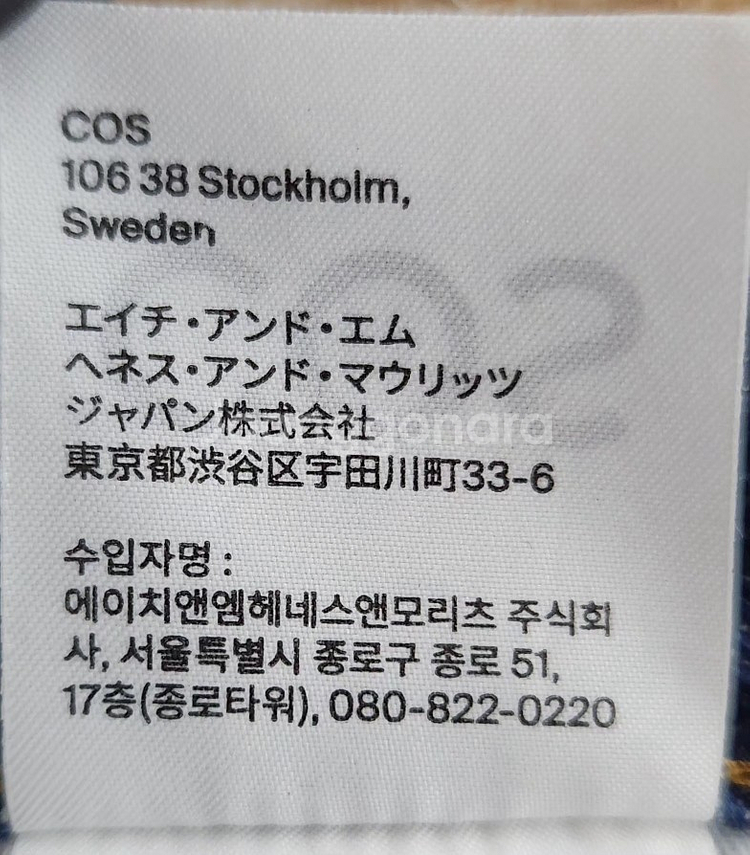 COS
106 38 Stockholm,
Sweden
エイチ・アンド・エム
ヘネス・アンド・マウリッツ
ジャパン株式会社
東京都渋谷区宇田川町33-6
수입자명 :
에이치앤엠헤네스앤모리츠 주식회
사, 서울특별시 종로구 종로 51,
17층(종로타워), 080-822-0220